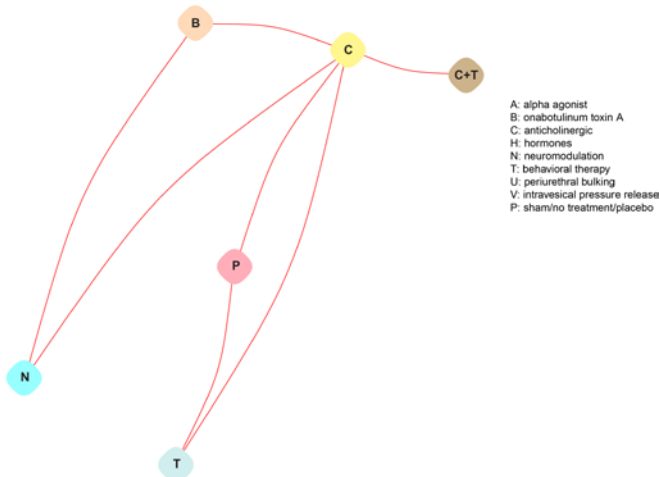 B
C
C+T
A: alpha agonist
B: onabotulinum toxin A
C: anticholinergic
H: hormones
N: neuromodulation
T: behavioral therapy
U: periurethral bulking
V: intravesical pressure release
P: sham/no treatment/placebo
P
N
T